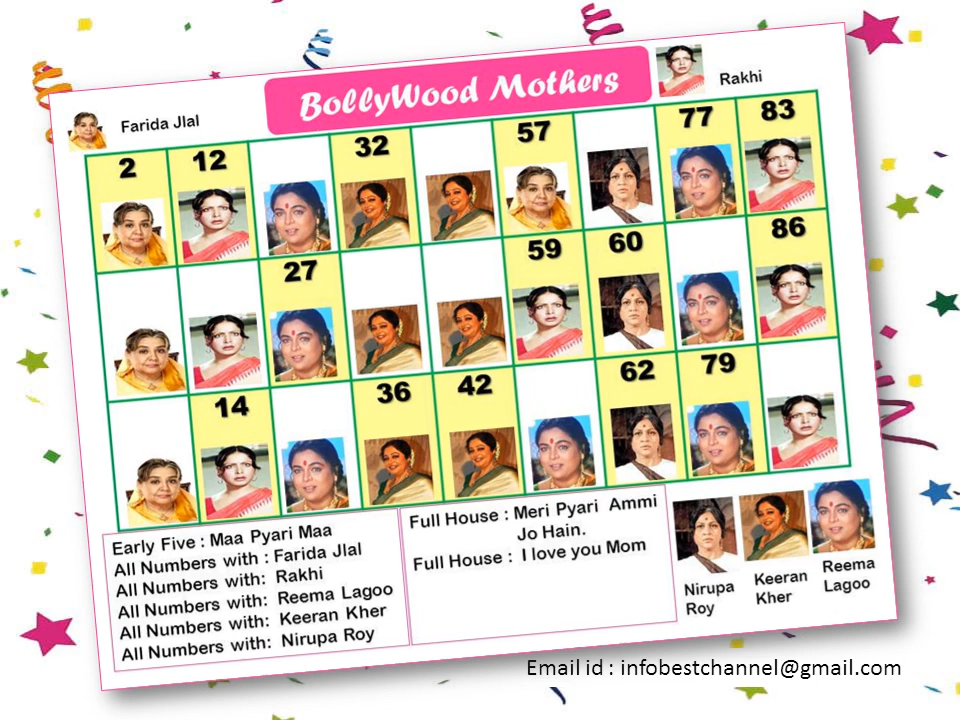 BollyWood Mothers
Farida Jlal
Rakhi
2 12 32 57 77 83
27 59 60 86
14 36 42 62 79
Early Five : Maa Pyari Maa
All Numbers with : Farida Jlal
All Numbers with: Rakhi
All Numbers with: Reema Lagoo
All Numbers with: Keeran Kher
All Numbers with: Nirupa Roy
Full House : Meri Pyari Ammi
Jo Hain.
Full House : I love you Mom
Nirupa
Roy
Keeran
Kher
Reema
Lagoo
Email id : infobestchannel@gmail.com